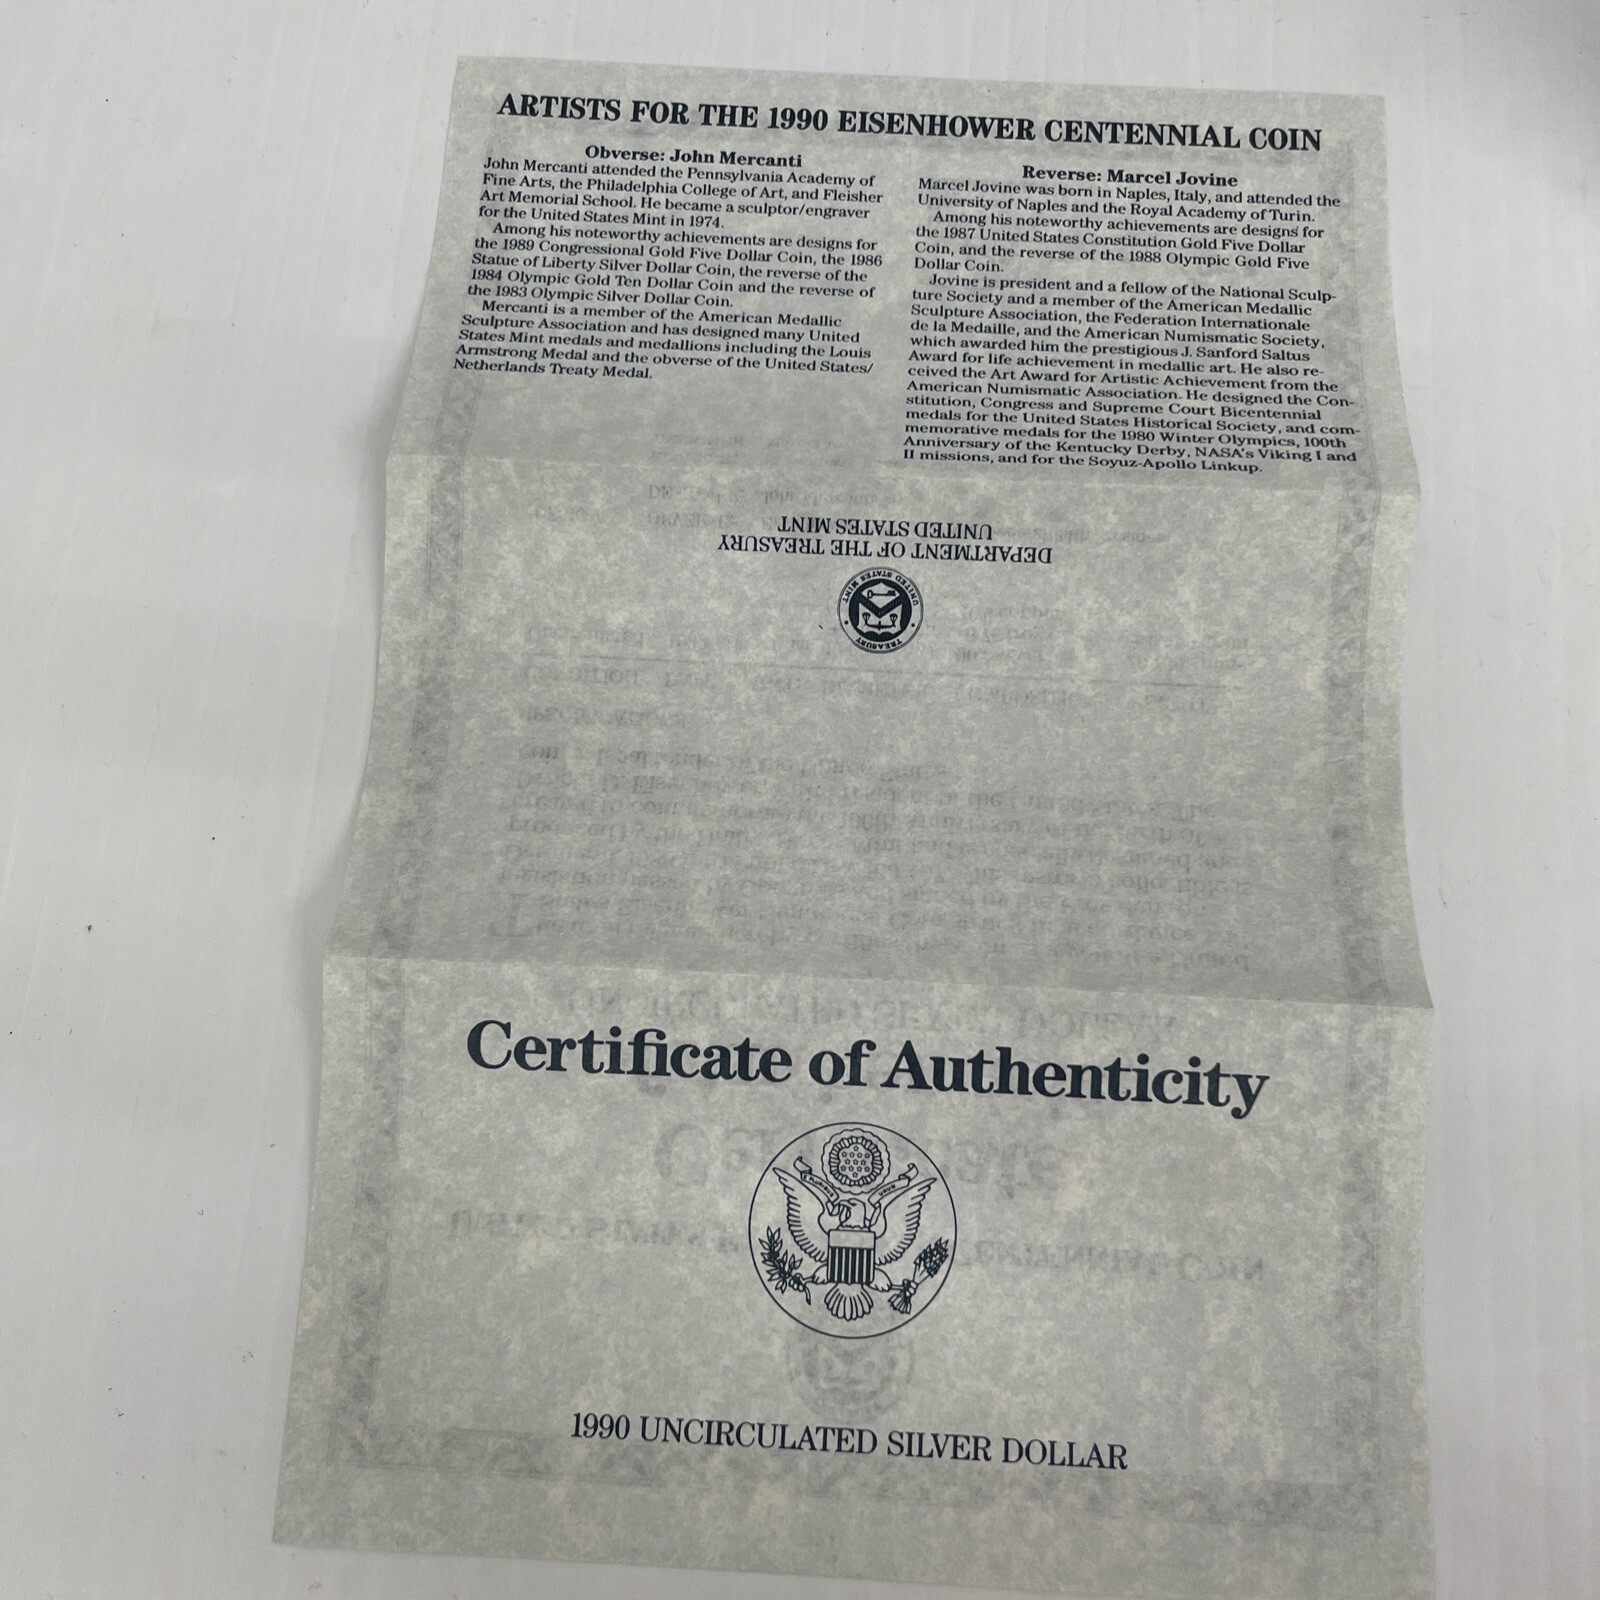 ARTISTS FOR THE 1990 EISENHOWER CENTENNIAL COIN
Obverse: John Mercanti
John Mercanti attended the Pennsylvania Academy of
Fine Arts, the Philadelphia College of Art, and Fleisher
Art Memorial School. He became a sculptor/engraver
for the United States Mint in 1974.
Among his noteworthy achievements are designs for
the 1989 Congressional Gold Five Dollar Coin, the 1986
Statue of Liberty Silver Dollar Coin, the reverse of the
1984 Olympic Gold Ten Dollar Coin and the reverse of
the 1983 Olympic Silver Dollar Coin.
Mercanti is a member of the American Medallic
Sculpture Association and has designed many United
States Mint medals and medallions including the Louis
Armstrong Medal and the obverse of the United States/
Netherlands Treaty Medal.
Reverse: Marcel Jovine
Marcel Jovine was born in Naples, Italy, and attended the
University of Naples and the Royal Academy of Turin.
Among his noteworthy achievements are designs for
the 1987 United States Constitution Gold Five Dollar
Coin, and the reverse of the 1988 Olympic Gold Five
Dollar Coin.
Jovine is president and a fellow of the National Sculp-
ture Society and a member of the American Medallic
Sculpture Association, the Federation Internationale
de la Medaille, and the American Numismatic Society,
which awarded him the prestigious J. Sanford Saltus
Award for life achievement in medallic art. He also re-
ceived the Art Award for Artistic Achievement from the
American Numismatic Association. He designed the Con-
stitution, Congress and Supreme Court Bicentennial
medals for the United States Historical Society, and com-
memorative medals for the 1980 Winter Olympics, 100th
Anniversary of the Kentucky Derby, NASA's Viking I and
II missions, and for the Soyuz-Apollo Linkup.
TREASURY
UNITED STATES MINT
DEPARTMENT OF THE TREASURY
UNITED STATES MINT
Certificate of Authenticity
E PLURIBUS UNUM
1990 UNCIRCULATED SILVER DOLLAR